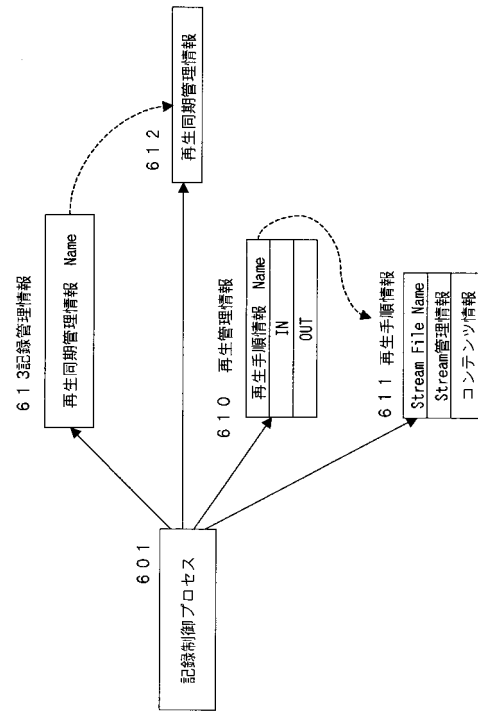 613記録管理情報
再生同期管理情報 Name
612
再生同期管理情報
601
記録制御プロセス
610 再生管理情報
再生手順情報 Name
IN
OUT
611 再生手順情報
Stream File Name
Stream管理情報
コンテンツ情報